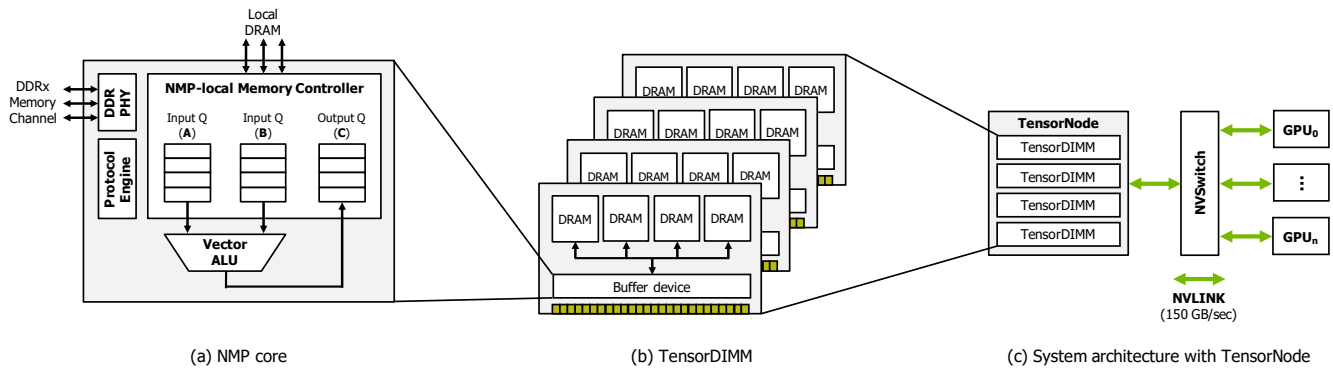 Local
DRAM
DDRx
Memory
Channel
DDR
PHY
Protocol
Engine
NMP-local Memory Controller
Input Q
(A)
Input Q
(B)
Output Q
(C)
Vector
ALU
(a) NMP core
DRAM DRAM DRAM DRAM
DRAM DRAM DRAM DRAM
DRAM DRAM DRAM DRAM
DRAM DRAM DRAM DRAM
Buffer device
(b) TensorDIMM
TensorNode
TensorDIMM
TensorDIMM
TensorDIMM
TensorDIMM
NVSwitch
GPU0
...
GPUn
NVLINK
(150 GB/sec)
(c) System architecture with TensorNode